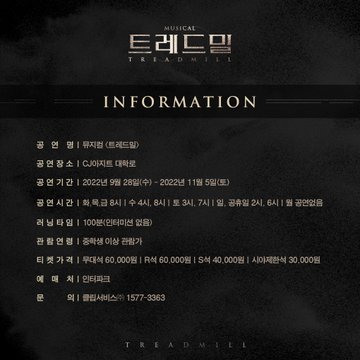 MUSICAL
트레드밀
TREADMILL
INFORMATION
공 연 명 | 뮤지컬 <트레드밀>
공연장소 | CJ아지트 대학로
공연기간 | 2022년 9월 28일(수) - 2022년 11월 5일(토)
공연시간 | 화,목,금 8시 | 수 4시, 8시 | 토 3시, 7시 | 일, 공휴일 2시, 6시 | 월 공연없음
러닝타임 | 100분(인터미션 없음)
관람연령 | 중학생 이상 관람가
티켓가격 | 무대석 60,000원 | R석 60,000원 | S석 40,000원 | 시야제한석 30,000원
예 매 처 | 인터파크
문 의 | 클립서비스㈜ 1577-3363
TREADMILL